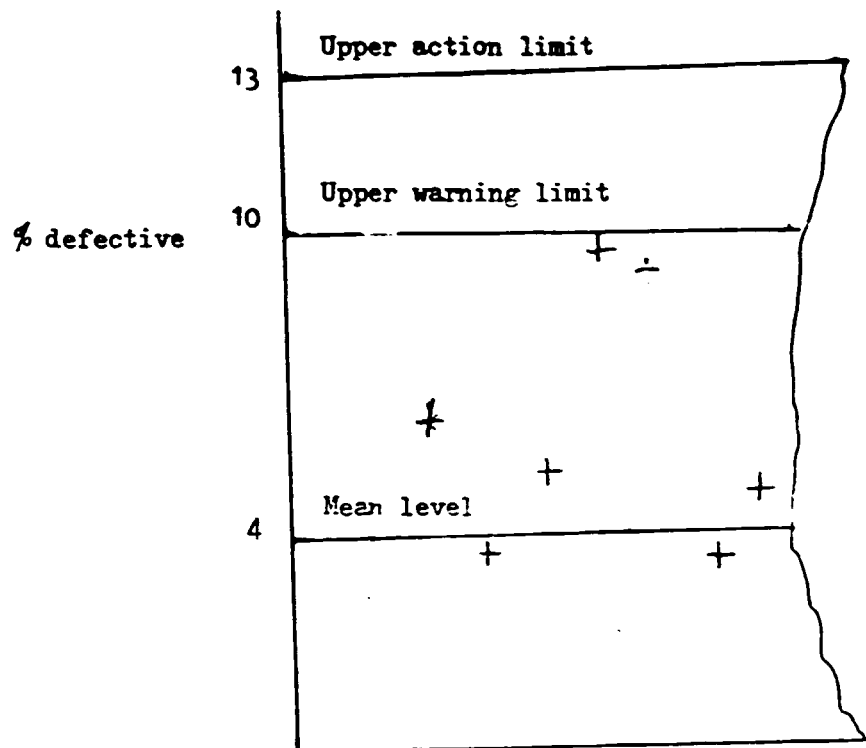 Upper action limit
13
Upper warning limit
10
% defective
Mean level
4